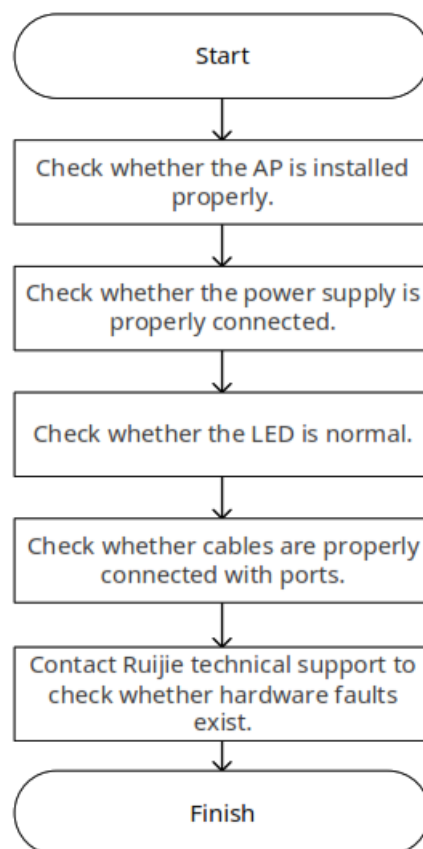 Start
Check whether the AP is installed
properly.
Check whether the power supply is
properly connected.
Check whether the LED is normal.
Check whether cables are properly
connected with ports.
Contact Ruijie technical support to
check whether hardware faults
exist.
Finish